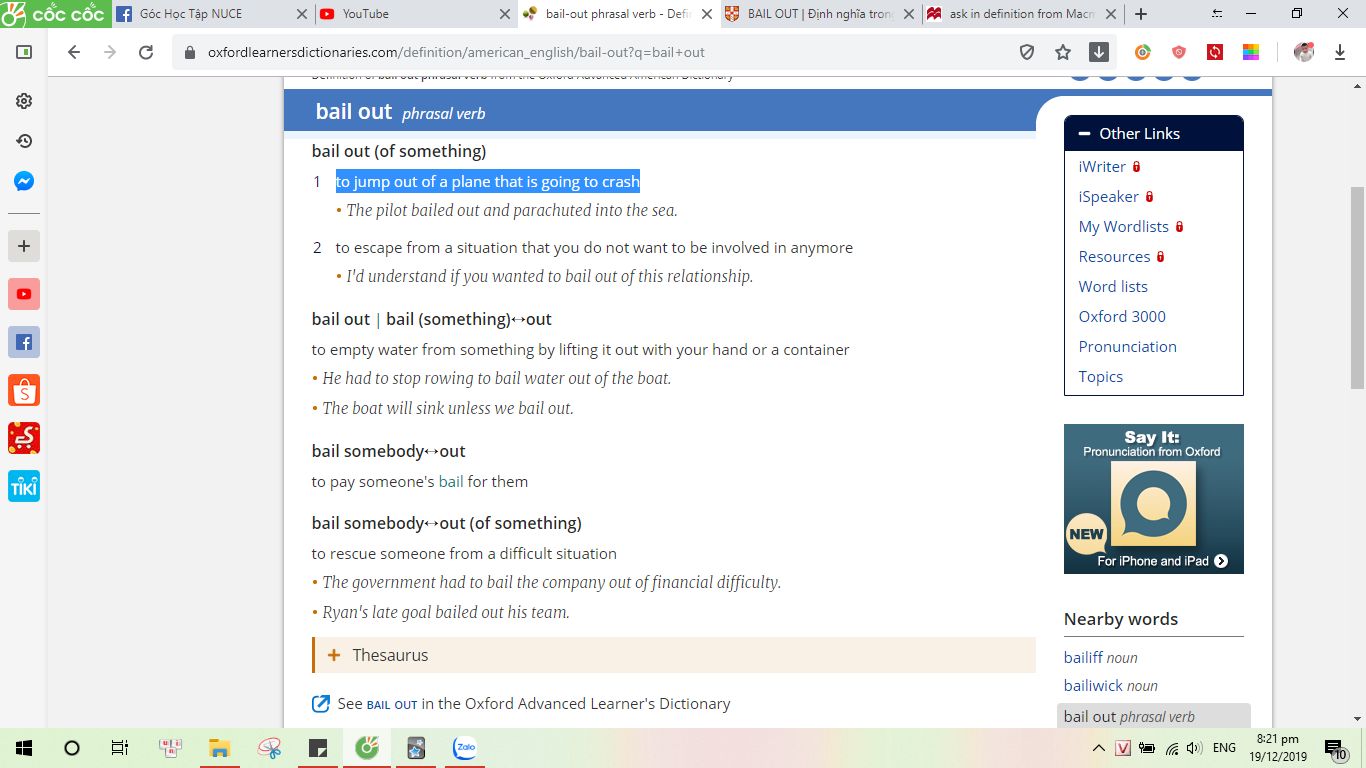 cốc cốc
Góc Học Tập NUCE
YouTube
bail-out phrasal verb - Defi
BAIL OUT | Định nghĩa tron
ask in definition from Macm
oxfordlearnersdictionaries.com/definition/american_english/bail-out?q=bail+out
Definition of bail out phrasal verb from the Oxford Advanced American Dictionary
bail out phrasal verb
bail out (of something)
1 to jump out of a plane that is going to crash
• The pilot bailed out and parachuted into the sea.
2 to escape from a situation that you do not want to be involved in anymore
• I'd understand if you wanted to bail out of this relationship.
bail out | bail (something)↔out
to empty water from something by lifting it out with your hand or a container
• He had to stop rowing to bail water out of the boat.
• The boat will sink unless we bail out.
bail somebody↔out
to pay someone's bail for them
bail somebody↔out (of something)
to rescue someone from a difficult situation
• The government had to bail the company out of financial difficulty.
• Ryan's late goal bailed out his team.
+ Thesaurus
See BAIL OUT in the Oxford Advanced Learner's Dictionary
Other Links
iWriter
iSpeaker
My Wordlists
Resources
Word lists
Oxford 3000
Pronunciation
Topics
Say It:
Pronunciation from Oxford
NEW
For iPhone and iPad
Nearby words
bailiff noun
bailiwick noun
bail out phrasal verb
TIKI
Zalo
V
ENG
8:21 pm
19/12/2019
10